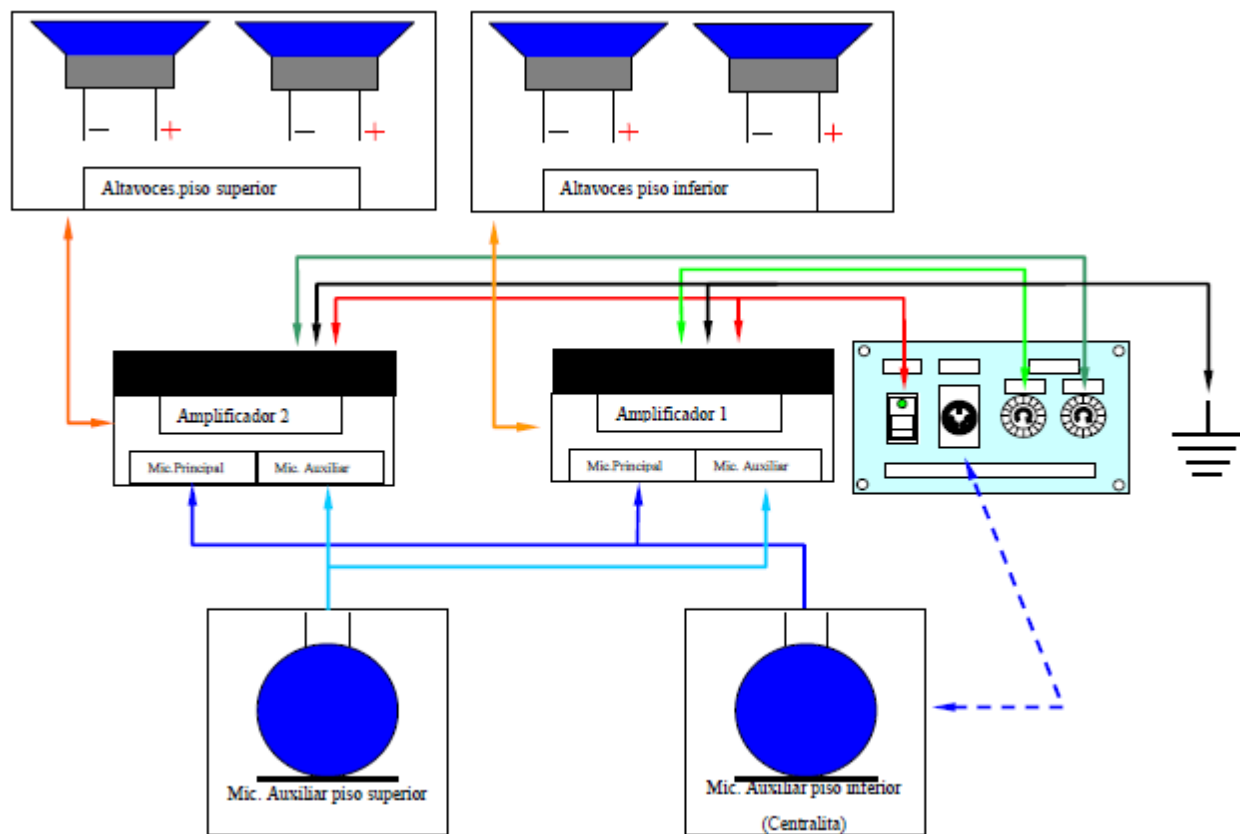 Altavoces.piso superior
Altavoces piso inferior
Amplificador 2
Amplificador 1
Mic.Principal
Mic. Auxiliar
Mic.Principal
Mic. Auxiliar
Mic. Auxiliar piso superior
Mic. Auxiliar piso inferior
(Centralita)